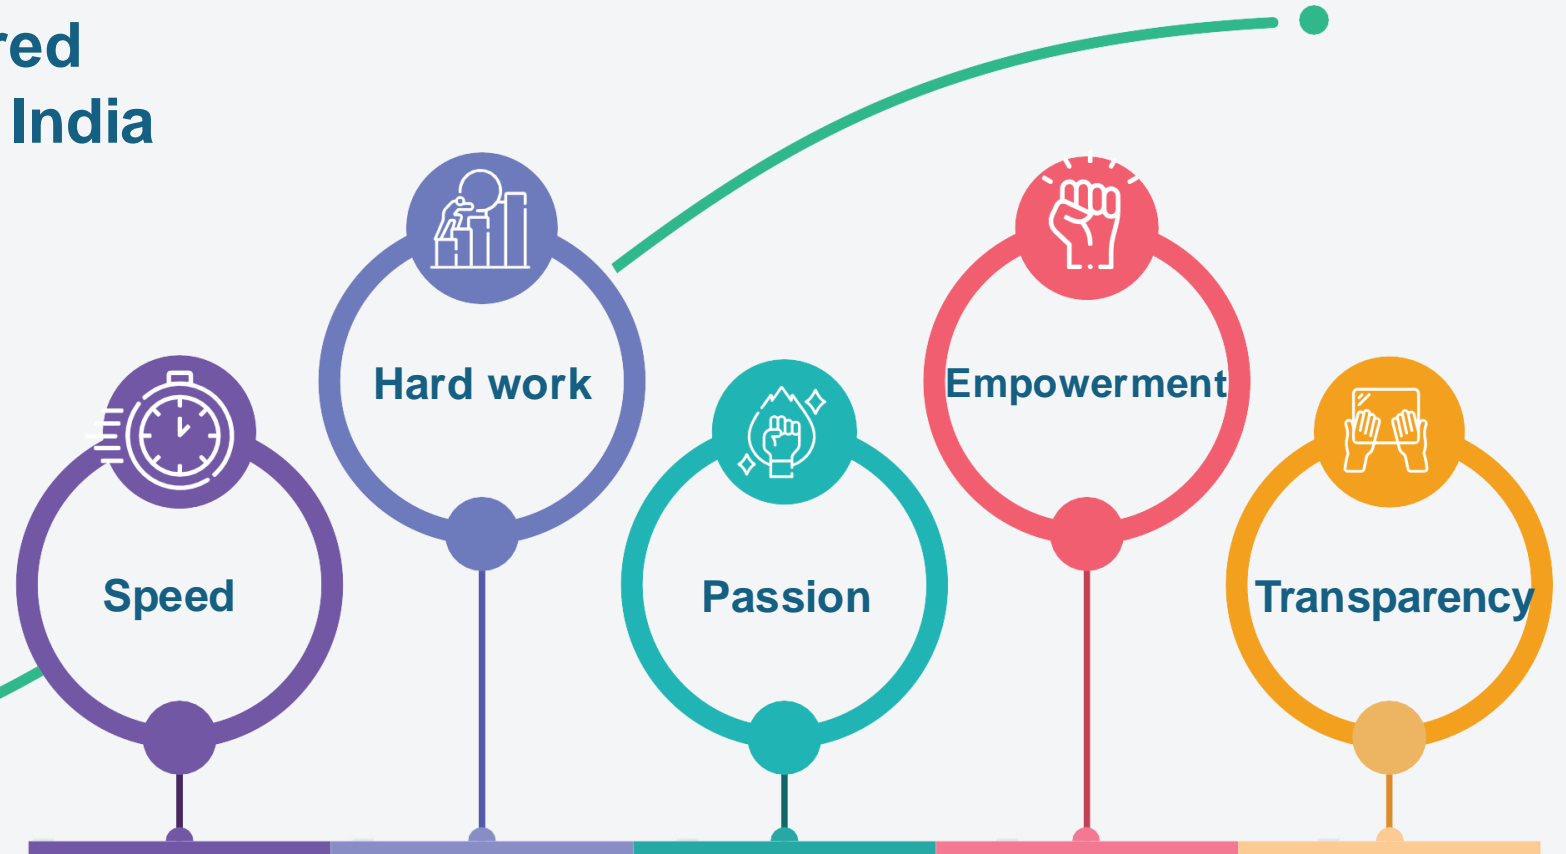 red
India
Hard work
Empowerment
Speed
Passion
Transparency